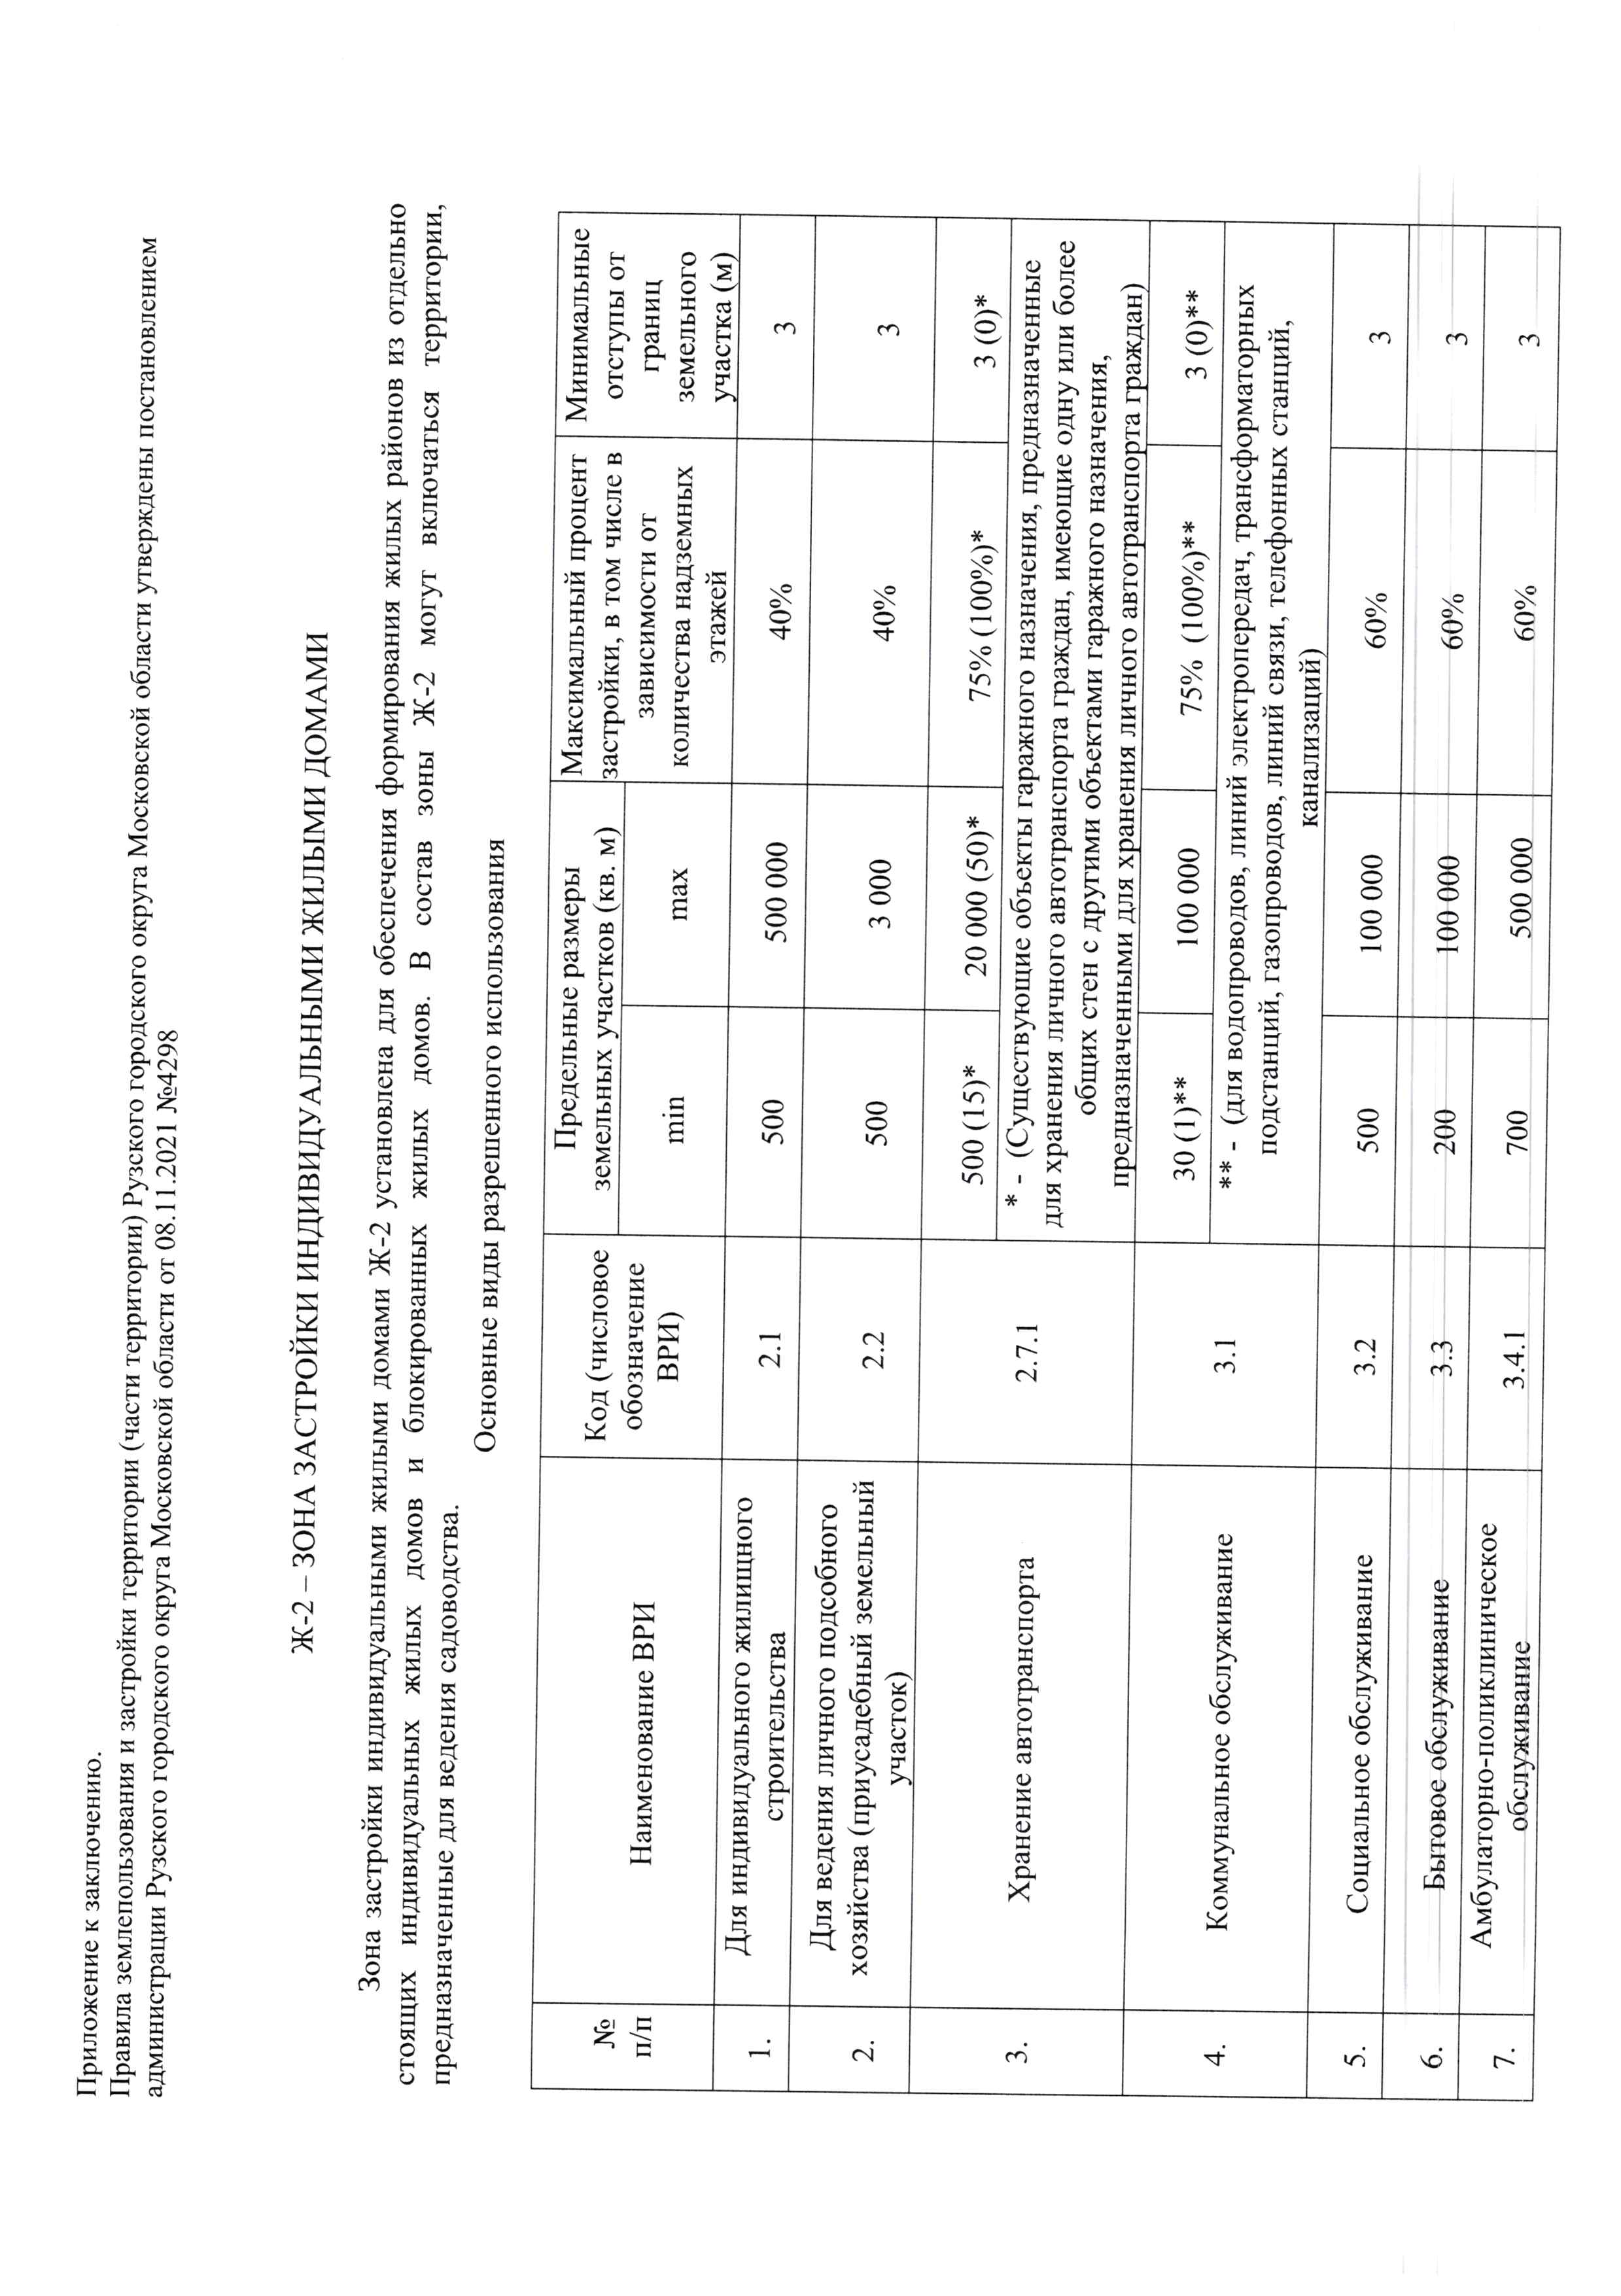 Приложение к заключению.
Правила землепользования и застройки территории (части территории) Рузского городского округа Московской области утверждены постановлением
администрации Рузского городского округа Московской области от 08.11.2021 №4298
Ж-2 – ЗОНА ЗАСТРОЙКИ ИНДИВИДУАЛЬНЫМИ ЖИЛЫМИ ДОМАМИ
Зона застройки индивидуальными жилыми домами Ж-2 установлена для обеспечения формирования жилых районов из отдельно
стоящих индивидуальных жилых домов и блокированных жилых домов. В состав зоны Ж-2 могут включаться территории,
предназначенные для ведения садоводства.
Основные виды разрешенного использования
№
п/п
Наименование ВРИ
Код (числовое
обозначение
ВРИ)
Предельные размеры
земельных участков (кв. м)
min
max
Максимальный процент
застройки, в том числе в
зависимости от
количества надземных
этажей
Минимальные
отступы от
границ
земельного
участка (м)
1.
Для индивидуального жилищного
строительства
2.1
500
500 000
40%
3
2.
Для ведения личного подсобного
хозяйства (приусадебный земельный
участок)
2.2
500
3 000
40%
3
3.
Хранение автотранспорта
2.7.1
500 (15)*
20 000 (50)*
75% (100%)*
3 (0)*
* - (Существующие объекты гаражного назначения, предназначенные
для хранения личного автотранспорта граждан, имеющие одну или более
общих стен с другими объектами гаражного назначения,
предназначенными для хранения личного автотранспорта граждан)
4.
Коммунальное обслуживание
3.1
30 (1)**
100 000
75% (100%)**
3 (0)**
** - (для водопроводов, линий электропередач, трансформаторных
подстанций, газопроводов, линий связи, телефонных станций,
канализаций)
5.
Социальное обслуживание
3.2
500
100 000
60%
3
6.
Бытовое обслуживание
3.3
200
100 000
60%
3
7.
Амбулаторно-поликлиническое
обслуживание
3.4.1
700
500 000
60%
3